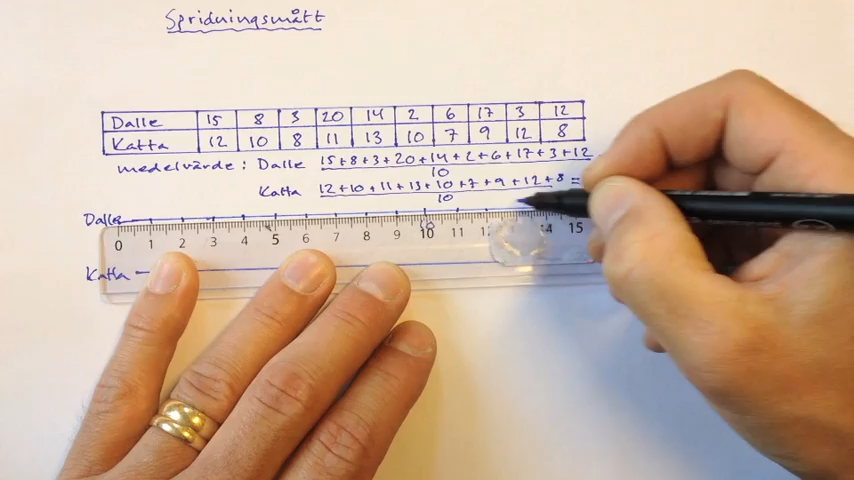 Spridningsmått
Dalle 15 8 3 20 14 2 6 17 3 12
Katta 12 10 8 11 13 10 7 9 12 8
medelvärde: Dalle 15+8+3+20+14+2+6+17+3+12
10
Katta 12+10+11+13+10+7+9+12+8 =
10
Dalle
0 1 2 3 4 5 6 7 8 9 10 11 12 14 15
Katta